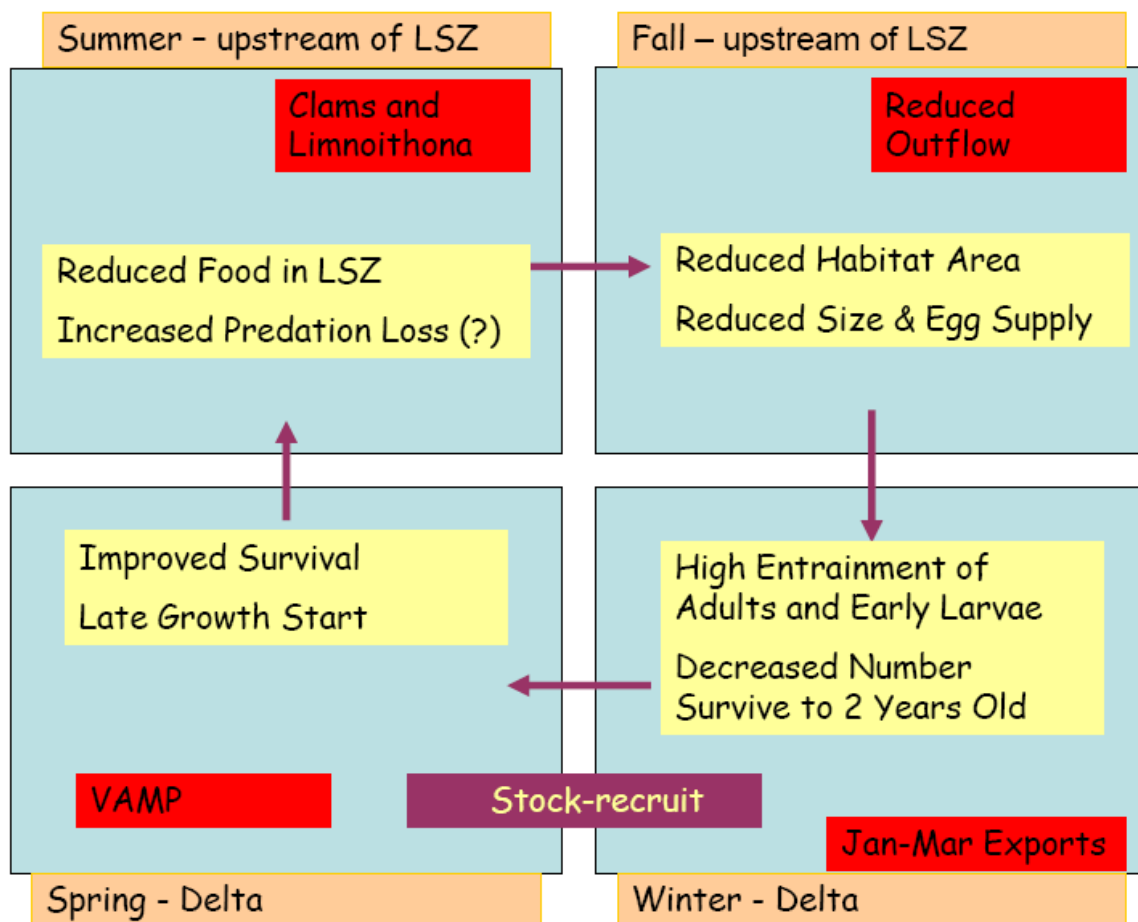 Summer – upstream of LSZ
Clams and
Limnoithona
Reduced Food in LSZ
Increased Predation Loss (?)
Fall – upstream of LSZ
Reduced
Outflow
Reduced Habitat Area
Reduced Size & Egg Supply
Improved Survival
Late Growth Start
VAMP
Spring - Delta
Stock-recruit
High Entrainment of
Adults and Early Larvae
Decreased Number
Survive to 2 Years Old
Jan-Mar Exports
Winter - Delta